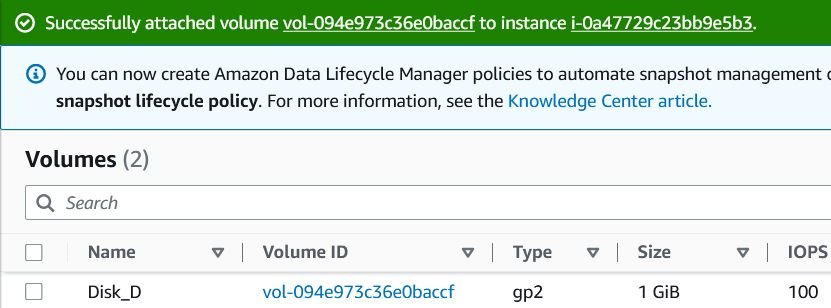 Successfully attached volume vol-094e973c36e0baccf to instance i-0a47729c23bb9e5b3.
You can now create Amazon Data Lifecycle Manager policies to automate snapshot management
snapshot lifecycle policy. For more information, see the Knowledge Center article.
Volumes (2)
Search
Name Volume ID Type Size IOPS
Disk_D vol-094e973c36e0baccf gp2 1 GiB 100